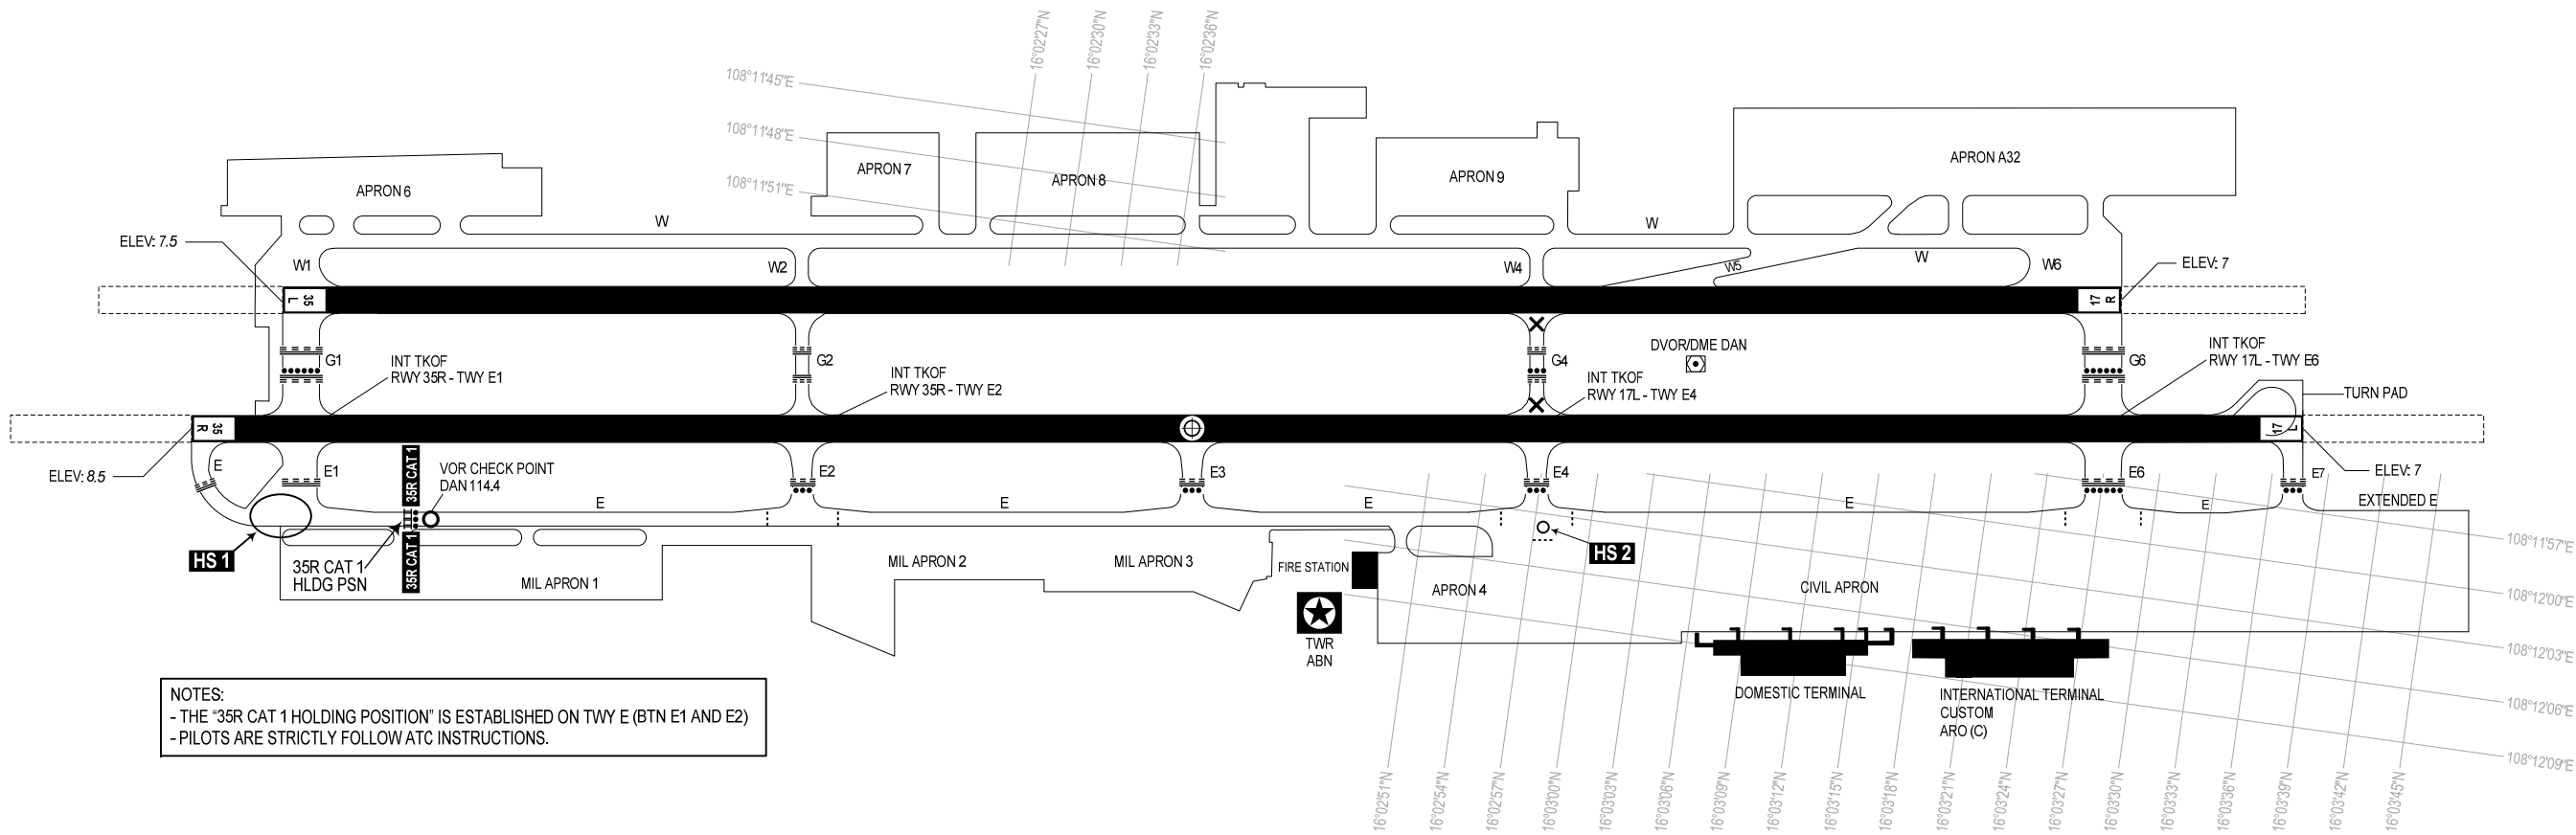 16°02'27"N
16°02'30"N
16°02'33"N
16°02'36"N
108°11'45"E
108°11'48"E
108°11'51"E
APRON 6
APRON 7
APRON 8
APRON 9
APRON A32
W
W
W
ELEV: 7.5
W1
W2
W4
W5
W6
ELEV: 7
35
L
17
R
G1
INT TKOF
RWY 35R - TWY E1
G2
INT TKOF
RWY 35R - TWY E2
G4
INT TKOF
RWY 17L - TWY E4
DVOR/DME DAN
G6
INT TKOF
RWY 17L - TWY E6
TURN PAD
35
R
17
L
ELEV: 8.5
E
E1
35R CAT 1
VOR CHECK POINT
DAN 114.4
E2
E3
E4
E6
E7
ELEV: 7
E
E
E
E
E
EXTENDED E
HS 1
35R CAT 1
HLDG PSN
35R CAT 1
MIL APRON 1
MIL APRON 2
MIL APRON 3
FIRE STATION
HS 2
APRON 4
CIVIL APRON
TWR
ABN
DOMESTIC TERMINAL
INTERNATIONAL TERMINAL
CUSTOM
ARO (C)
108°11'57"E
108°12'00"E
108°12'03"E
108°12'06"E
108°12'09"E
NOTES:
- THE “35R CAT 1 HOLDING POSITION” IS ESTABLISHED ON TWY E (BTN E1 AND E2)
- PILOTS ARE STRICTLY FOLLOW ATC INSTRUCTIONS.
16°02'51"N
16°02'54"N
16°02'57"N
16°03'00"N
16°03'03"N
16°03'06"N
16°03'09"N
16°03'12"N
16°03'15"N
16°03'18"N
16°03'21"N
16°03'24"N
16°03'27"N
16°03'30"N
16°03'33"N
16°03'36"N
16°03'39"N
16°03'42"N
16°03'45"N